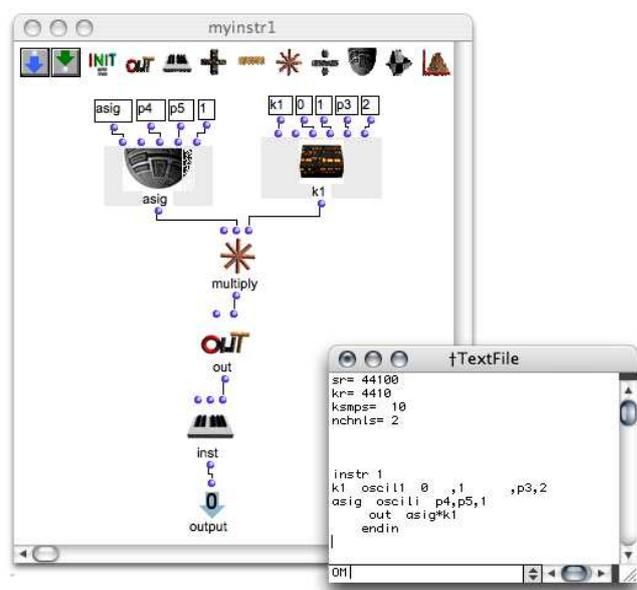 myinstr1
INIT OUT
asig p4 p5 1 k1 0 1 p3 2
asig k1
multiply
OUT
out
inst
0
output
†TextFile
sr= 44100
kr= 4410
ksmps= 10
nchnls= 2
instr 1
k1 oscil1 0 ,1 ,p3,2
asig oscili p4,p5,1
out asig*k1
endin
OM